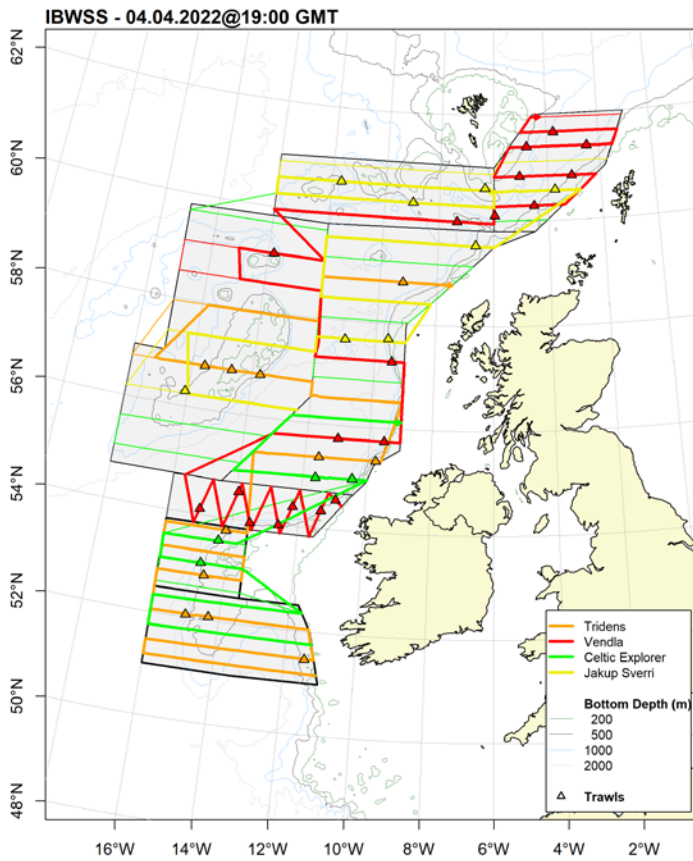 IBWSS - 04.04.2022@19:00 GMT
62°N
60°N
58°N
56°N
54°N
52°N
50°N
48°N
Tridens
Vendla
Celtic Explorer
Jakup Sverri
Bottom Depth (m)
200
500
1000
2000
Trawls
16°W 14°W 12°W 10°W 8°W 6°W 4°W 2°W